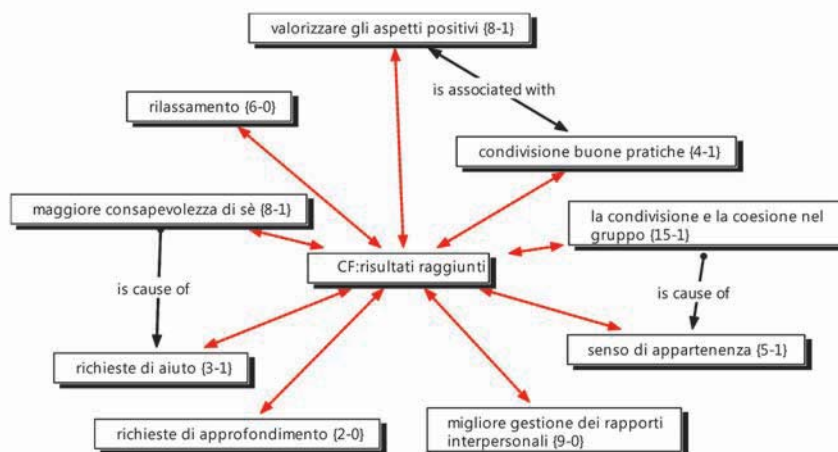 valorizzare gli aspetti positivi {8-1}
is associated with
rilassamento {6-0}
condivisione buone pratiche {4-1}
maggiore consapevolezza di sè {8-1}
la condivisione e la coesione nel
gruppo {15-1}
CF:risultati raggiunti
is cause of
is cause of
senso di appartenenza {5-1}
richieste di aiuto {3-1}
migliore gestione dei rapporti
interpersonali {9-0}
richieste di approfondimento {2-0}